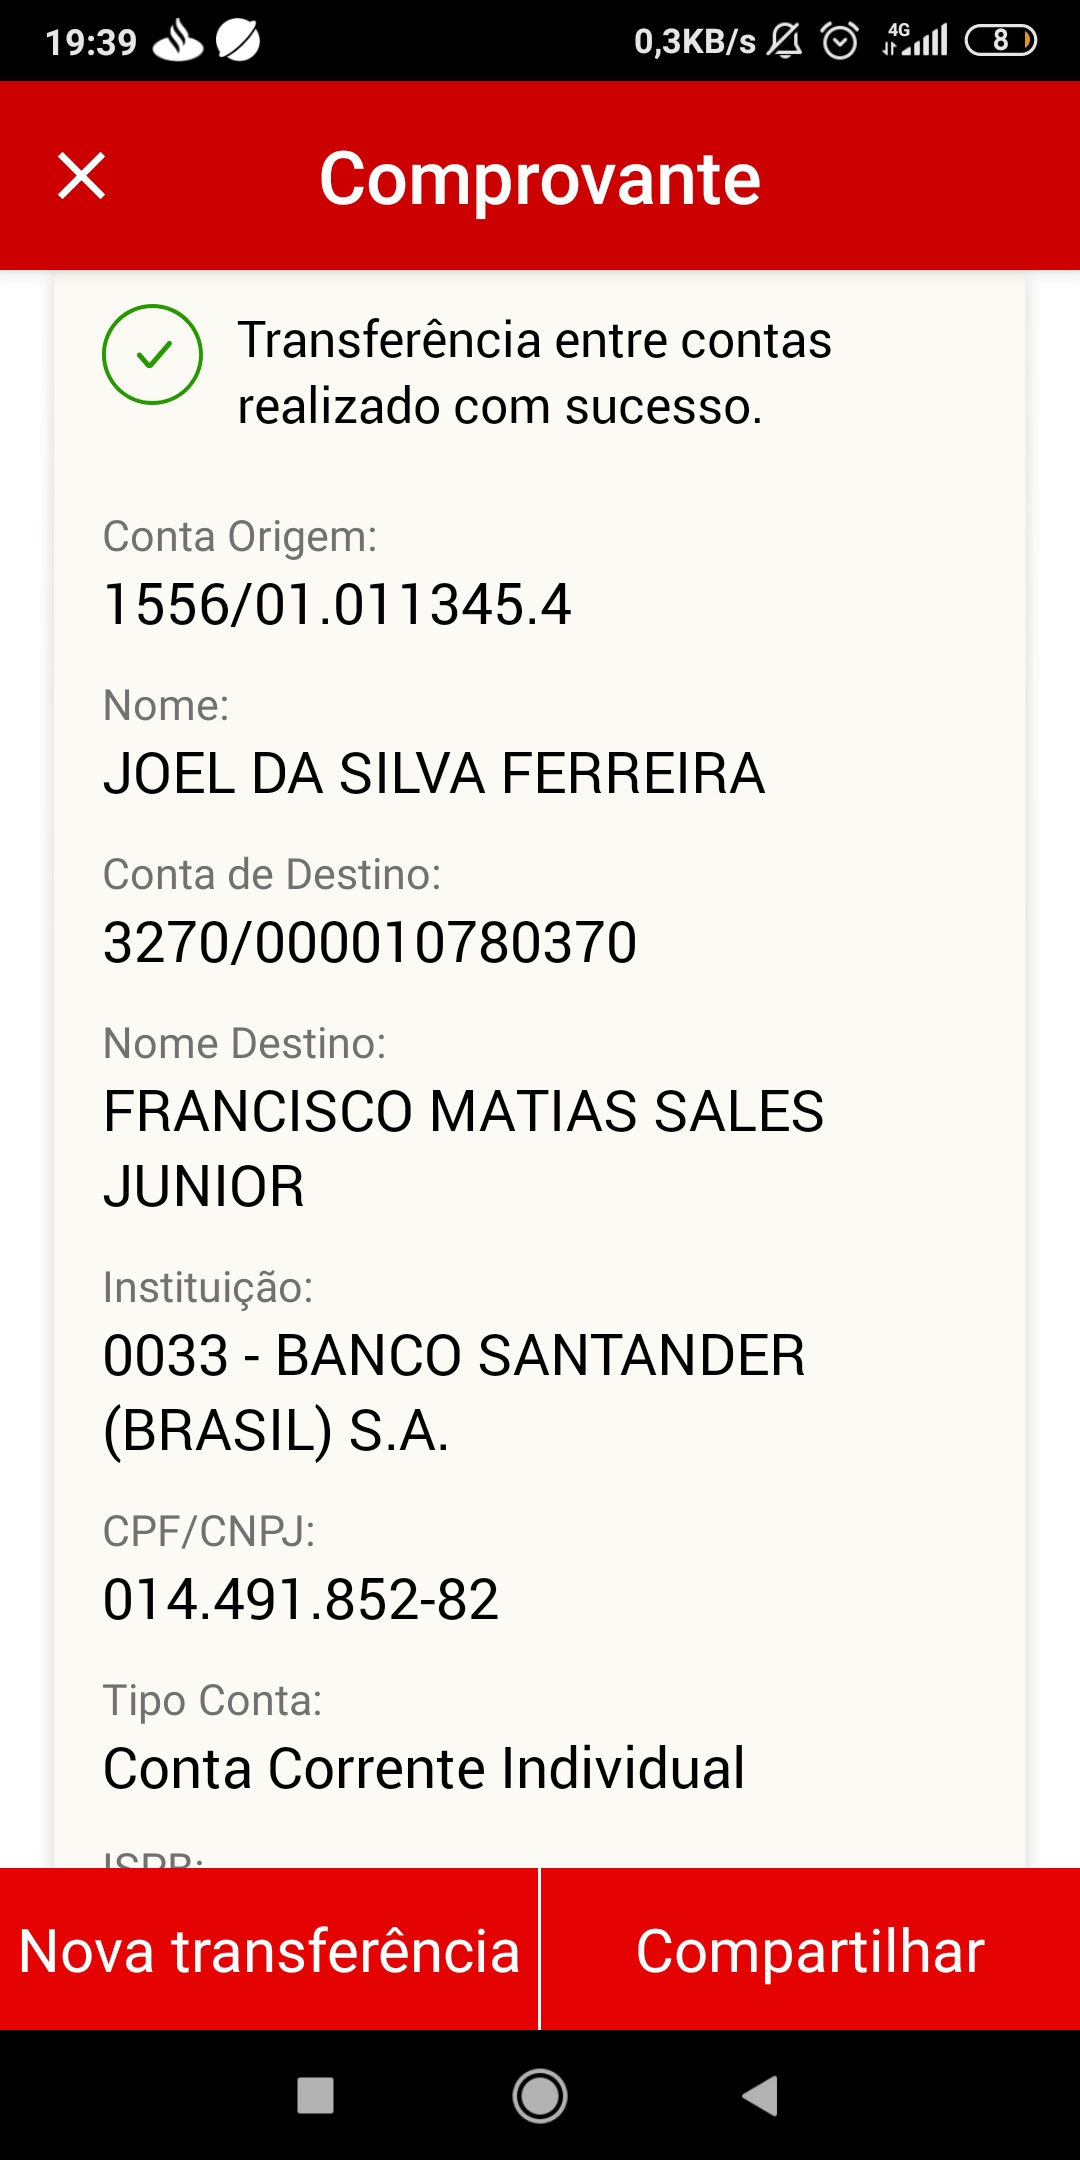 19:39 0,3KB/s 4G 8
Comprovante
Transferência entre contas
realizado com sucesso.
Conta Origem:
1556/01.011345.4
Nome:
JOEL DA SILVA FERREIRA
Conta de Destino:
3270/000010780370
Nome Destino:
FRANCISCO MATIAS SALES
JUNIOR
Instituição:
0033 - BANCO SANTANDER
(BRASIL) S.A.
CPF/CNPJ:
014.491.852-82
Tipo Conta:
Conta Corrente Individual
ISPB:
Nova transferência
Compartilhar